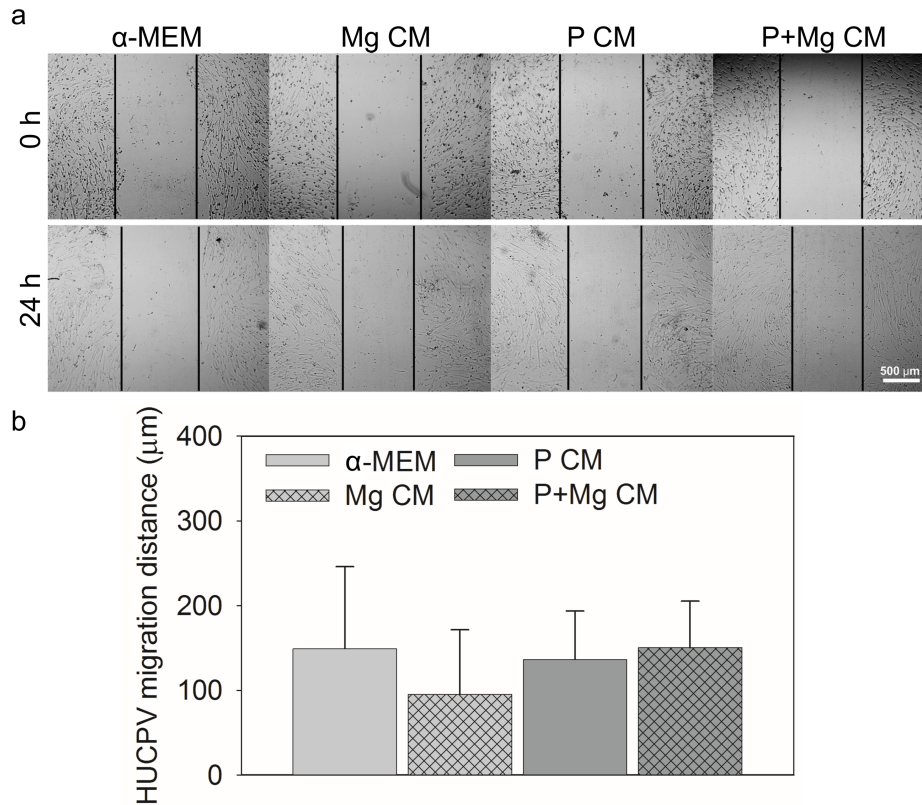 a
α-MEM Mg CM P CM P+Mg CM
0 h
24 h
500 μm
b
HUCPV migration distance (μm)
400
300
200
100
0
α-MEM P CM
Mg CM P+Mg CM